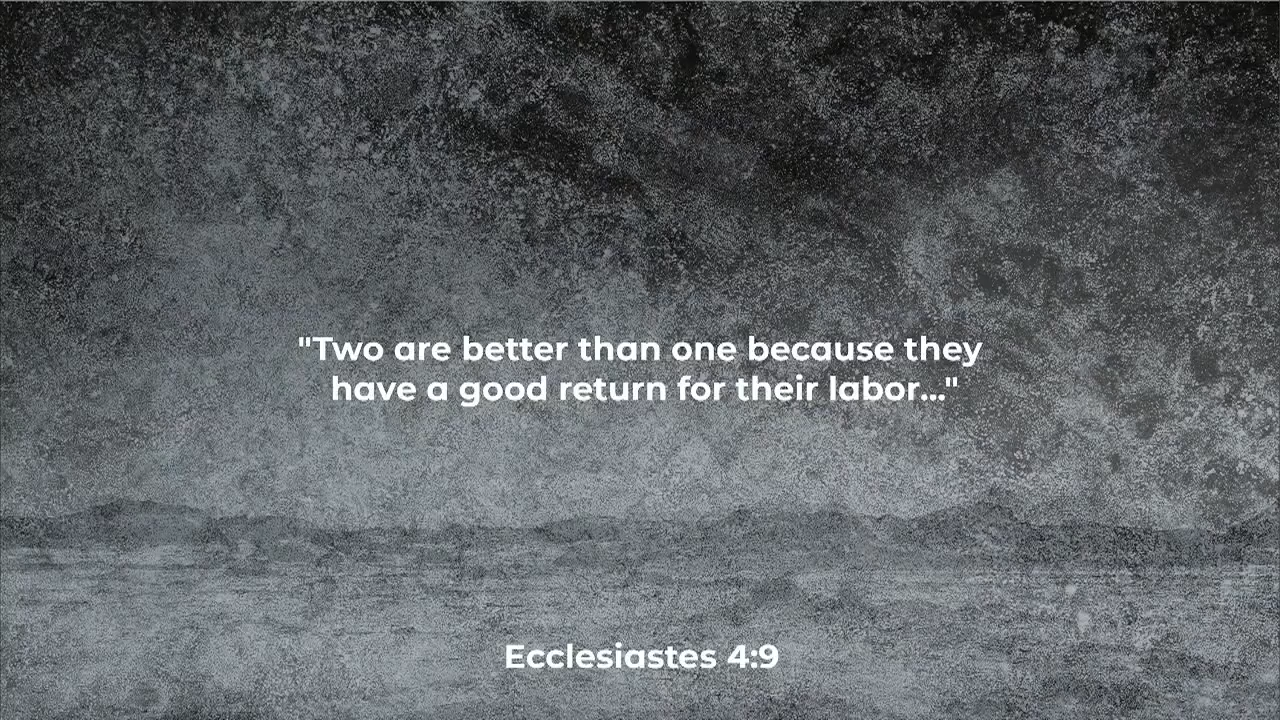 "Two are better than one because they
have a good return for their labor..."
Ecclesiastes 4:9